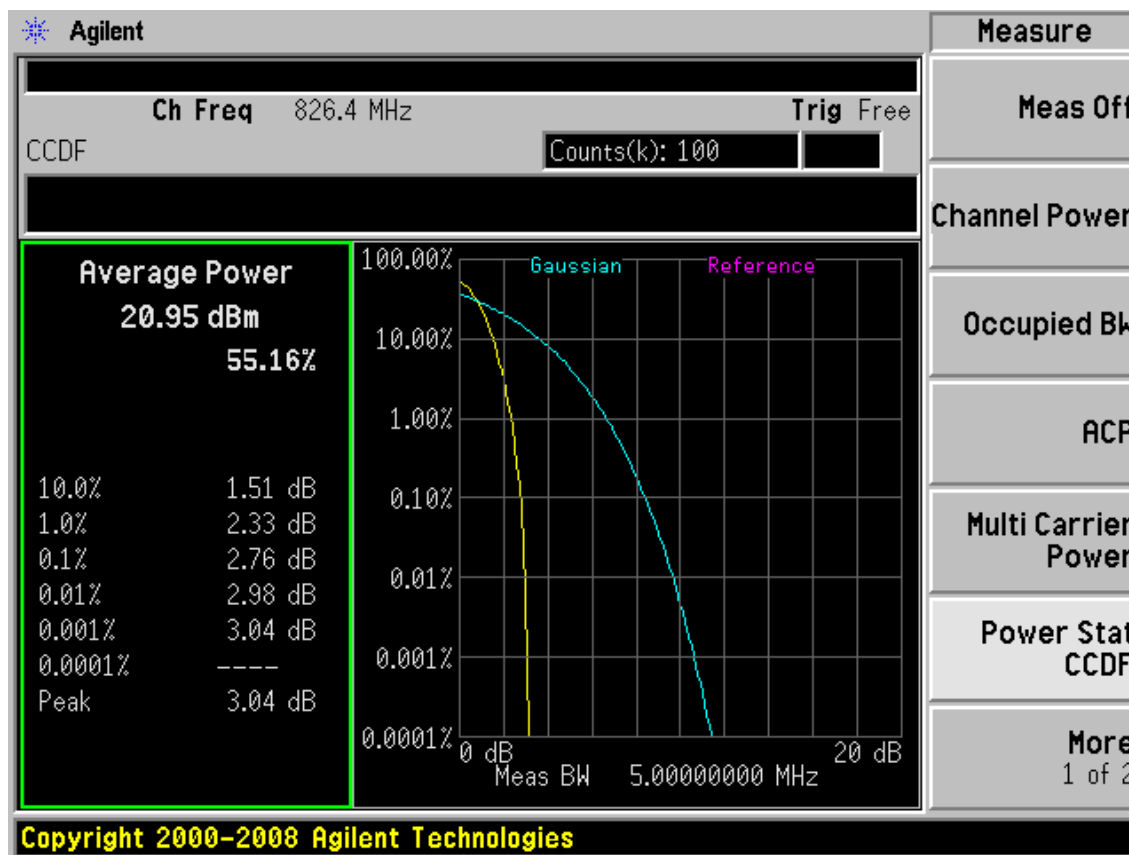 Agilent
Ch Freq 826.4 MHz Trig Free
CCDF Counts(k): 100
Average Power
20.95 dBm
55.16%
10.0% 1.51 dB
1.0% 2.33 dB
0.1% 2.76 dB
0.01% 2.98 dB
0.001% 3.04 dB
0.0001% ----
Peak 3.04 dB
Gaussian Reference
100.00%
10.00%
1.00%
0.10%
0.01%
0.001%
0.0001%
0 dB 20 dB
Meas BW 5.00000000 MHz
Measure
Meas Off
Channel Power
Occupied B
ACP
Multi Carrier
Power
Power Stat
CCDF
More
1 of 2
Copyright 2000-2008 Agilent Technologies